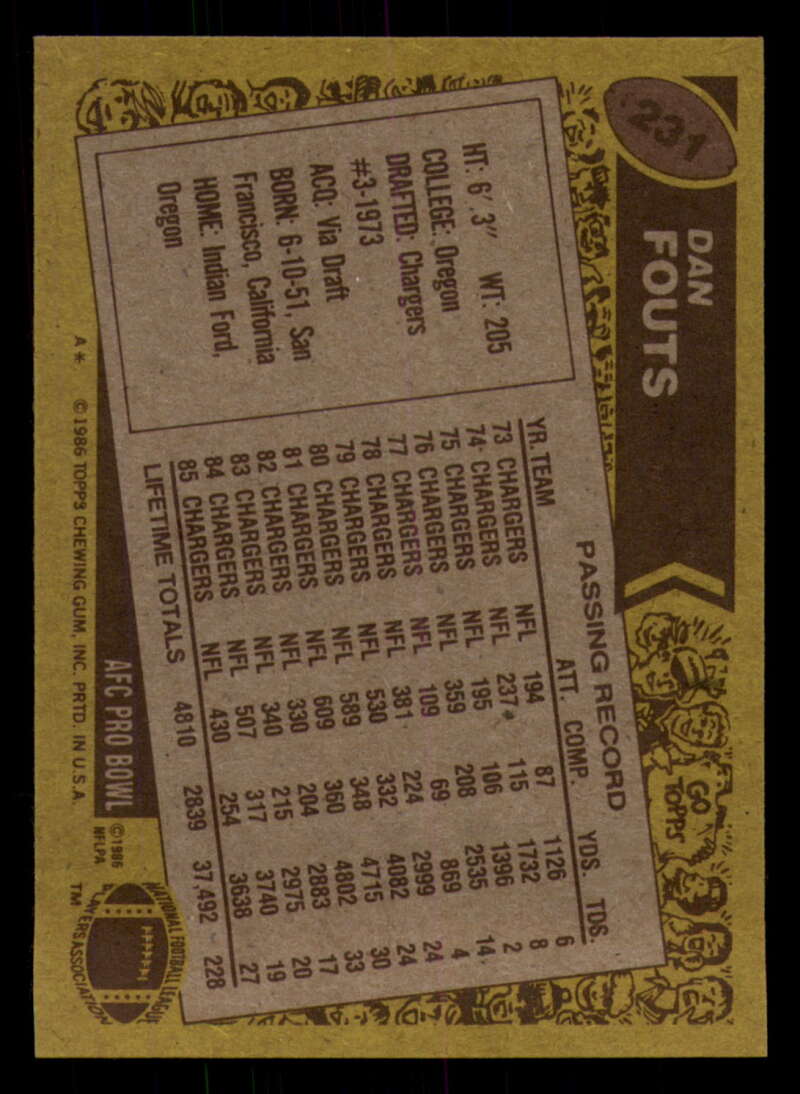 231
DAN
FOUTS
HT: 6' 3" WT: 205
COLLEGE: Oregon
DRAFTED: Chargers
#3-1973
ACQ: Via Draft
BORN: 6-10-51, San
Francisco, California
HOME: Indian Ford,
Oregon
PASSING RECORD
YR. TEAM ATT. COMP. YDS. TDS.
73 CHARGERS NFL 194 87 1126 6
74 CHARGERS NFL 237 115 1732 8
75 CHARGERS NFL 195 106 1396 2
76 CHARGERS NFL 359 208 2535 14
77 CHARGERS NFL 109 69 869 4
78 CHARGERS NFL 381 224 2999 24
79 CHARGERS NFL 530 332 4082 24
80 CHARGERS NFL 589 348 4715 30
81 CHARGERS NFL 609 360 4802 33
82 CHARGERS NFL 330 204 2883 17
83 CHARGERS NFL 340 215 2975 20
84 CHARGERS NFL 507 317 3740 19
85 CHARGERS NFL 430 254 3638 27
LIFETIME TOTALS 4810 2839 37,492 228
GO
TOPPS
AFC PRO BOWL
©1986
NFLPA
NATIONAL FOOTBALL LEAGUE
PLAYERS ASSOCIATION
TM
A* ©1986 TOPPS CHEWING GUM, INC. PRTD. IN U.S.A.